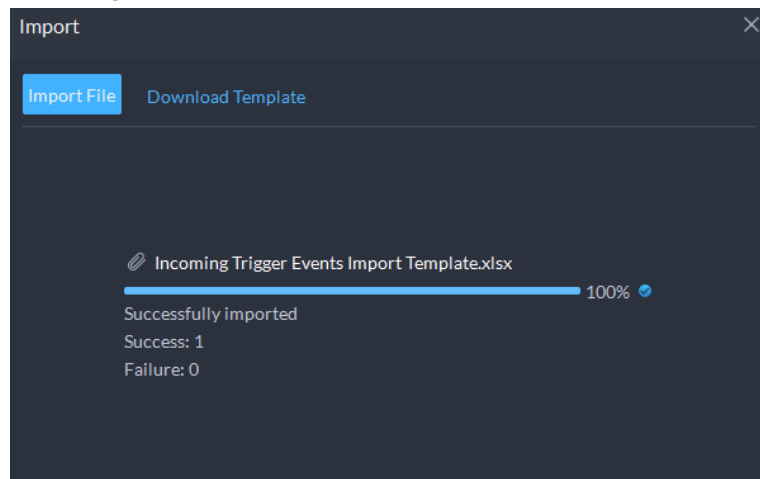 Import
Import File
Download Template
Incoming Trigger Events Import Template.xlsx
100%
Successfully imported
Success: 1
Failure: 0